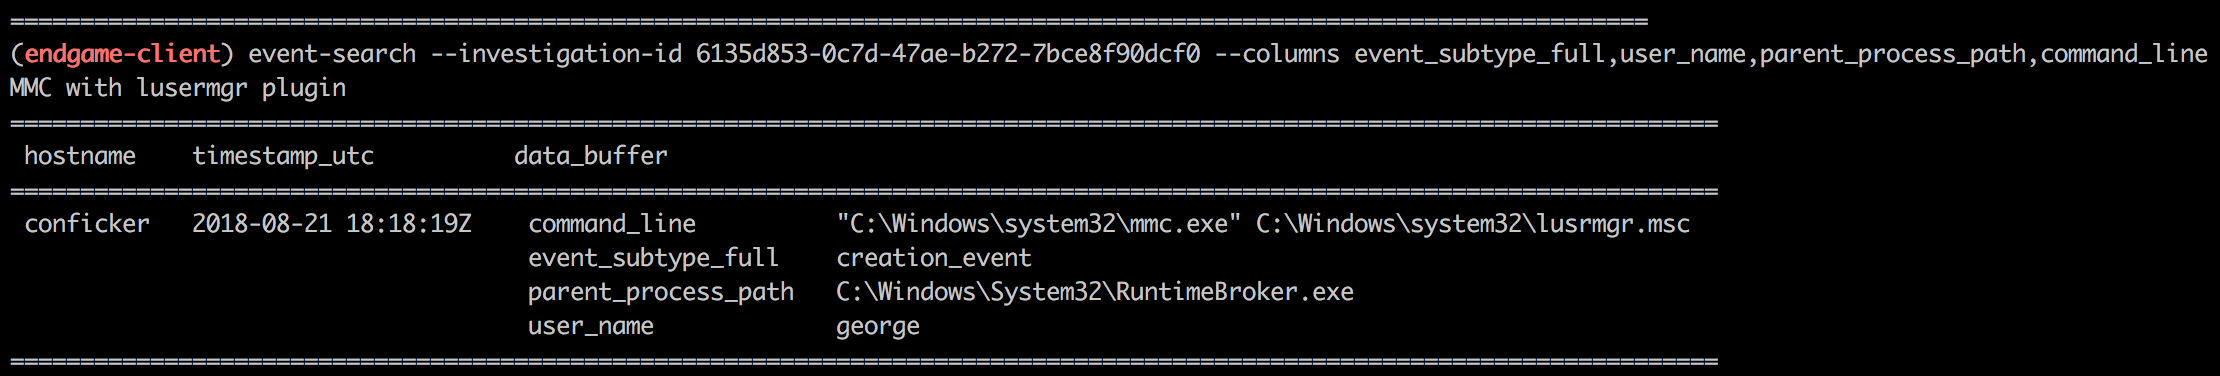 ======================================================================================================================
(endgame-client) event-search --investigation-id 6135d853-0c7d-47ae-b272-7bce8f90dcf0 --columns event_subtype_full,user_name,parent_process_path,command_line
MMC with lusermgr plugin
===========================================================================================================================
hostname timestamp_utc data_buffer
===========================================================================================================================
conficker 2018-08-21 18:18:19Z command_line "C:\Windows\system32\mmc.exe" C:\Windows\system32\lusrmgr.msc
event_subtype_full creation_event
parent_process_path C:\Windows\System32\RuntimeBroker.exe
user_name george
===========================================================================================================================